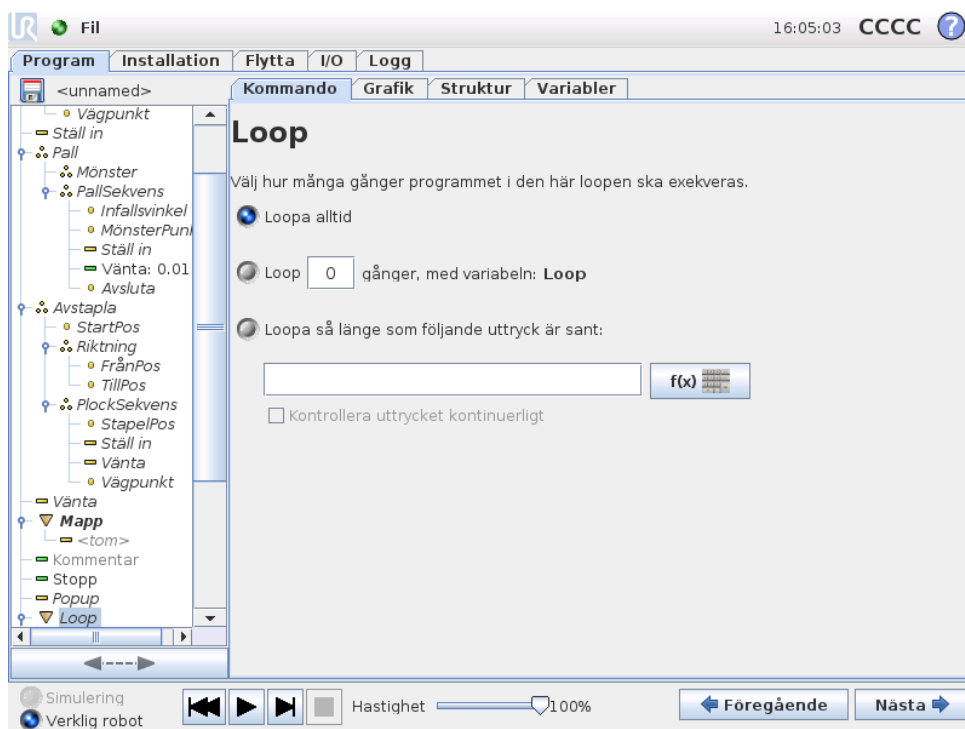 UR Fil 16:05:03 CCCC ?
Program Installation Flytta I/O Logg
<unnamed>
Kommando Grafik Struktur Variabler
Vägpunkt
Ställ in
Pall
Mönster
PallSekvens
Infallsvinkel
MönsterPun
Ställ in
Vänta: 0.01
Avsluta
Avstapla
StartPos
Riktning
FrånPos
TillPos
PlockSekvens
StapelPos
Ställ in
Vänta
Vägpunkt
Vänta
Mapp
<tom>
Kommentar
Stopp
Popup
Loop
Loop
Välj hur många gånger programmet i den här loopen ska exekveras.
Loopa alltid
Loop 0 gånger, med variabeln: Loop
Loopa så länge som följande uttryck är sant:
f(x)
Kontrollera uttrycket kontinuerligt
Simulering
Verklig robot
Hastighet 100%
Föregående Nästa